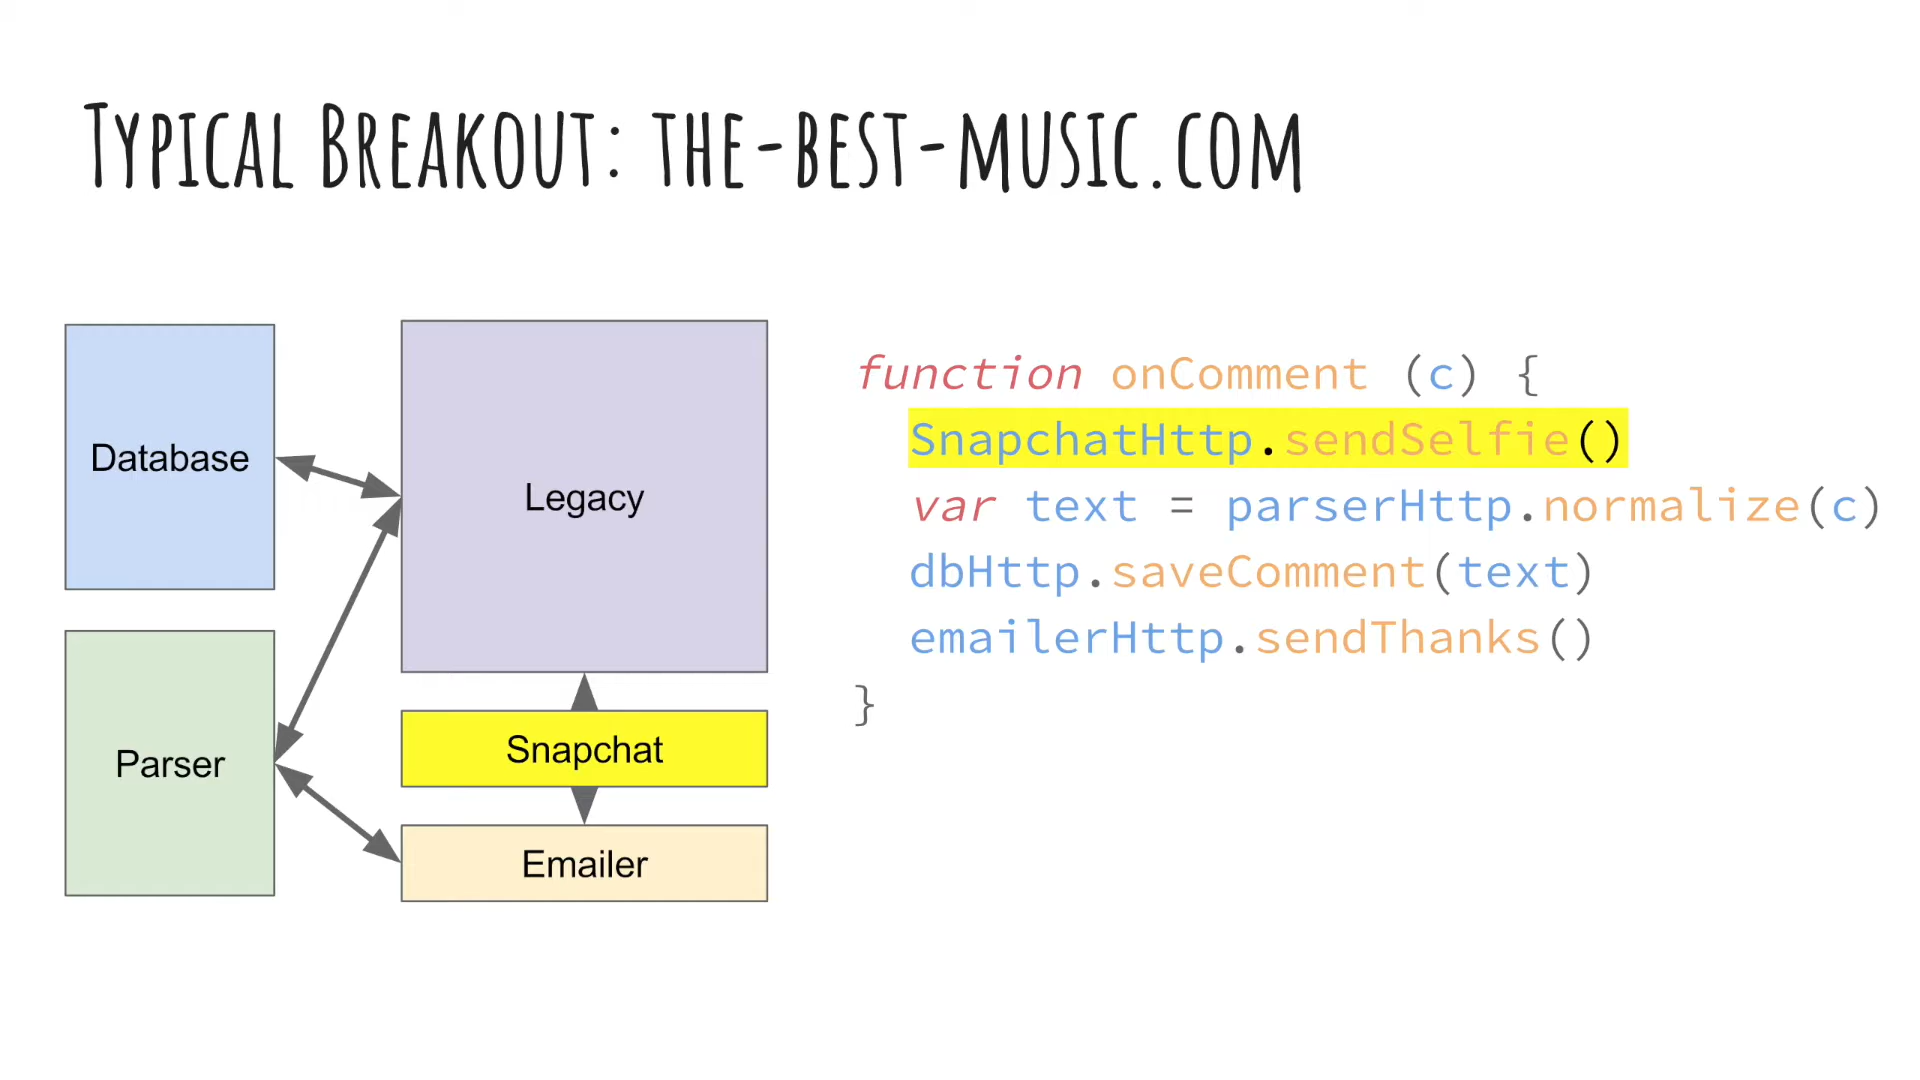 TYPICAL BREAKOUT: THE-BEST-MUSIC.COM
Database
Legacy
Parser
Snapchat
Emailer
function onComment (c) {
SnapchatHttp.sendSelfie()
var text = parserHttp.normalize(c)
dbHttp.saveComment(text)
emailerHttp.sendThanks()
}